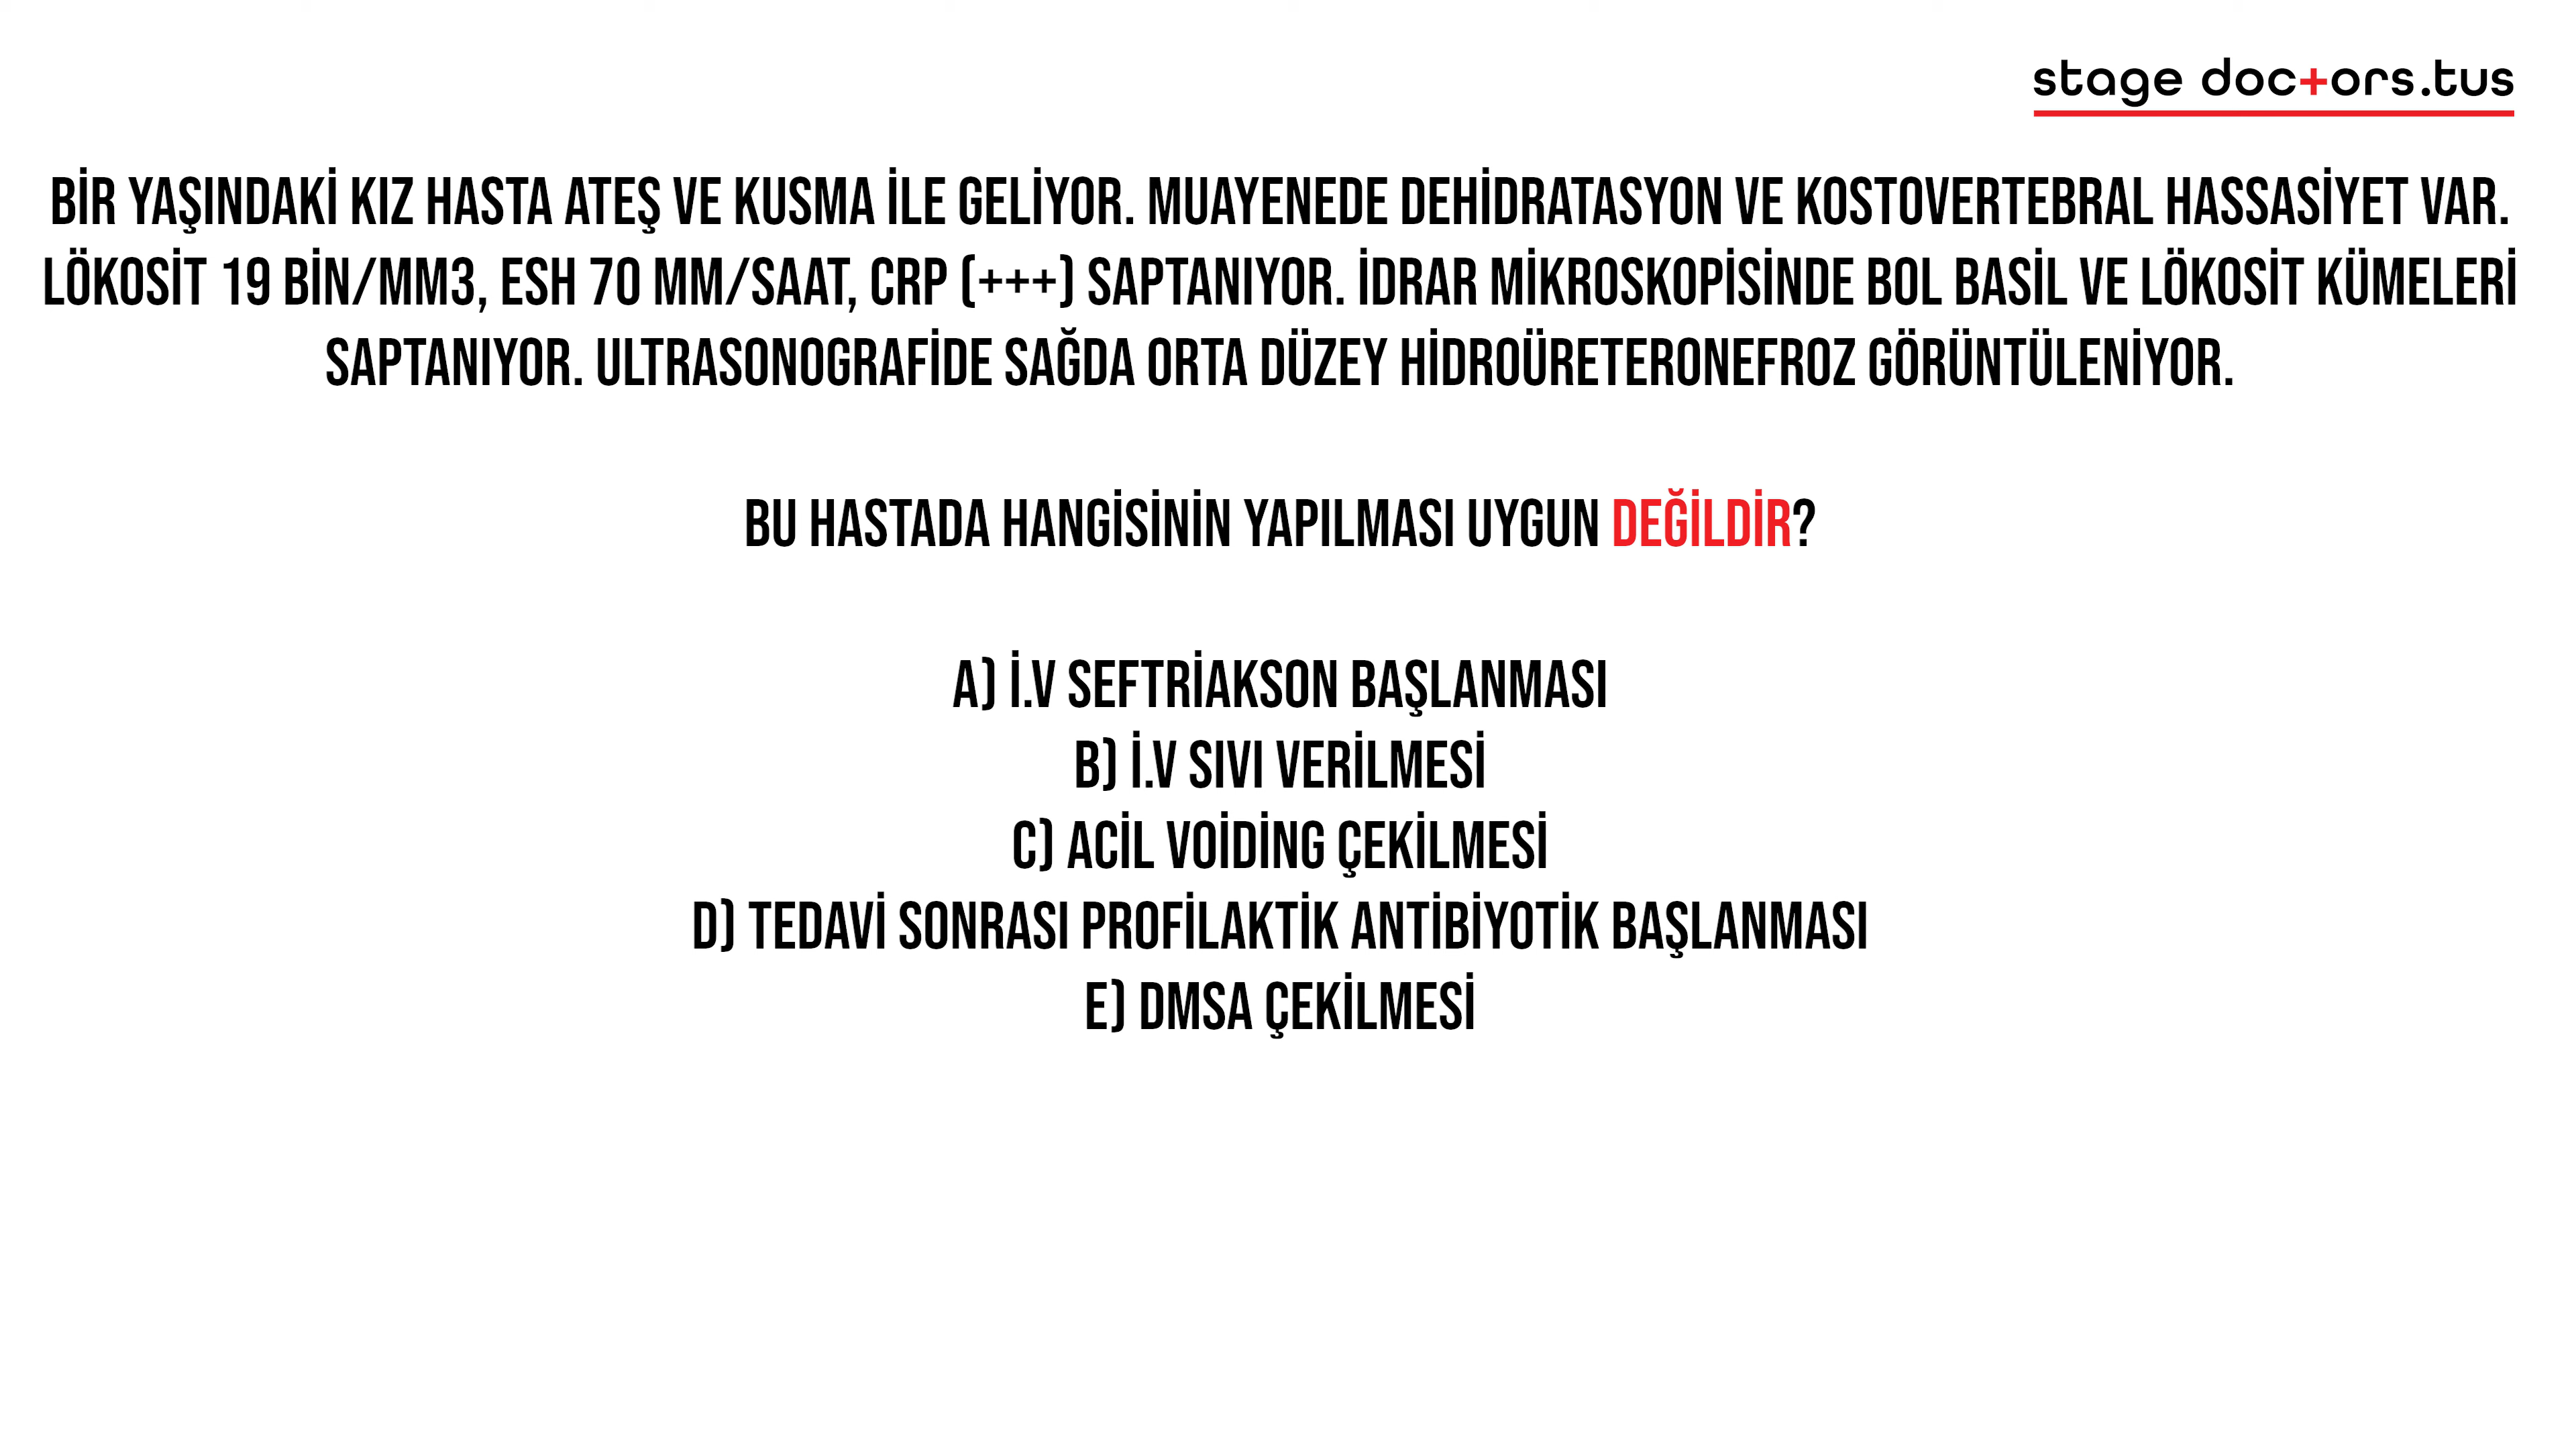 stage doc+ors.tus
BİR YAŞINDAKİ KIZ HASTA ATEŞ VE KUSMA İLE GELİYOR. MUAYENEDE DEHİDRATASYON VE KOSTOVERTEBRAL HASSASİYET VAR.
LÖKOSİT 19 BİN/MM3, ESH 70 MM/SAAT, CRP (+++) SAPTANIYOR. İDRAR MİKROSKOPİSİNDE BOL BASİL VE LÖKOSİT KÜMELERİ
SAPTANIYOR. ULTRASONOGRAFİDE SAĞDA ORTA DÜZEY HİDROÜRETERONEFROZ GÖRÜNTÜLENİYOR.
BU HASTADA HANGİSİNİN YAPILMASI UYGUN DEĞİLDİR?
A) İ.V SEFTRİAKSON BAŞLANMASI
B) İ.V SIVI VERİLMESİ
C) ACİL VOİDİNG ÇEKİLMESİ
D) TEDAVİ SONRASI PROFİLAKTİK ANTİBİYOTİK BAŞLANMASI
E) DMSA ÇEKİLMESİ